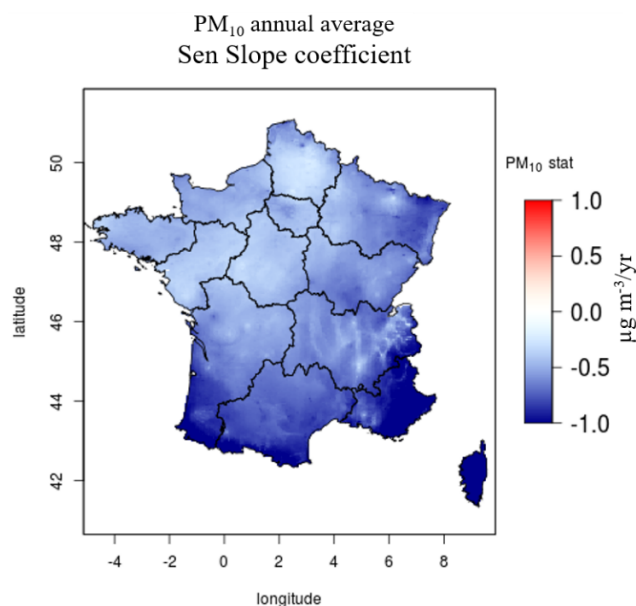 PM₁₀ annual average
Sen Slope coefficient
PM₁₀ stat
1.0
0.5
0.0
-0.5
-1.0
µg m⁻³/yr
latitude
50
48
46
44
42
-4 -2 0 2 4 6 8
longitude